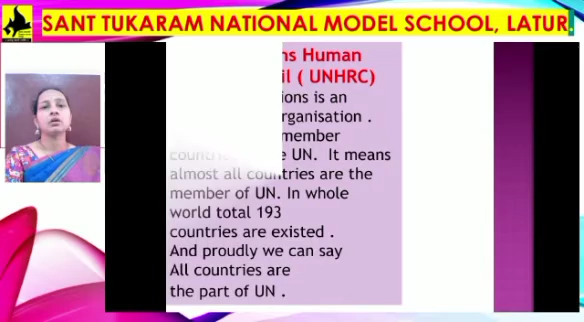 SANT TUKARAM NATIONAL MODEL SCHOOL, LATUR.
ns Human
il ( UNHRC)
ions is an
rganisation .
member
countri e UN. It means
almost all countries are the
member of UN. In whole
world total 193
countries are existed .
And proudly we can say
All countries are
the part of UN .